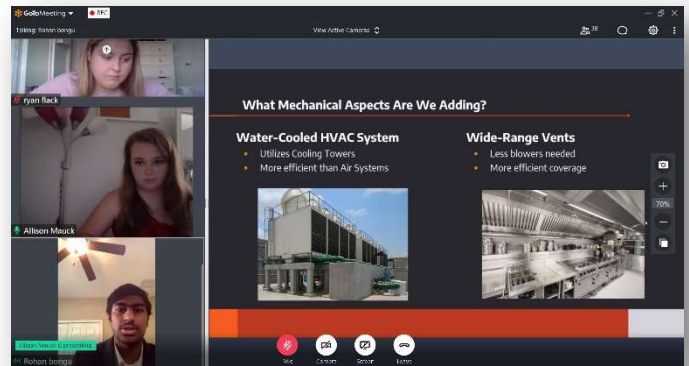 GoToMeeting
REC
Talking: Rohan bongu
View Active Cameras
38
ryan flack
Allison Mauck
Allison Mauck is presenting
Rohan bongu
What Mechanical Aspects Are We Adding?
Water-Cooled HVAC System
• Utilizes Cooling Towers
• More efficient than Air Systems
Wide-Range Vents
• Less blowers needed
• More efficient coverage
70%
Mic
Camera
Screen
Leave